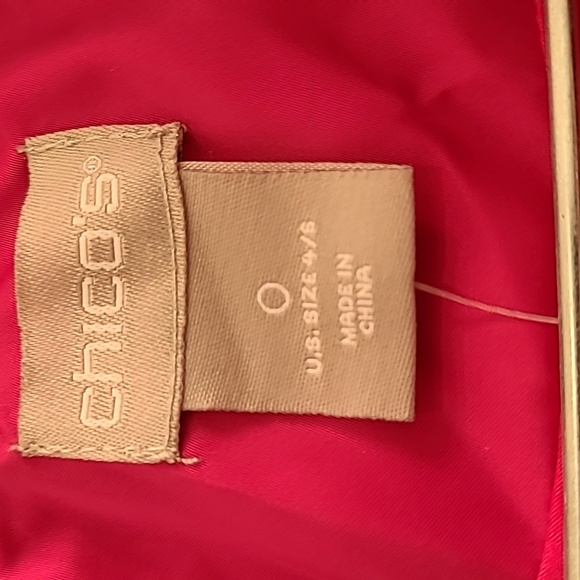 chico's®
0
U.S. SIZE 4/6
MADE IN
CHINA